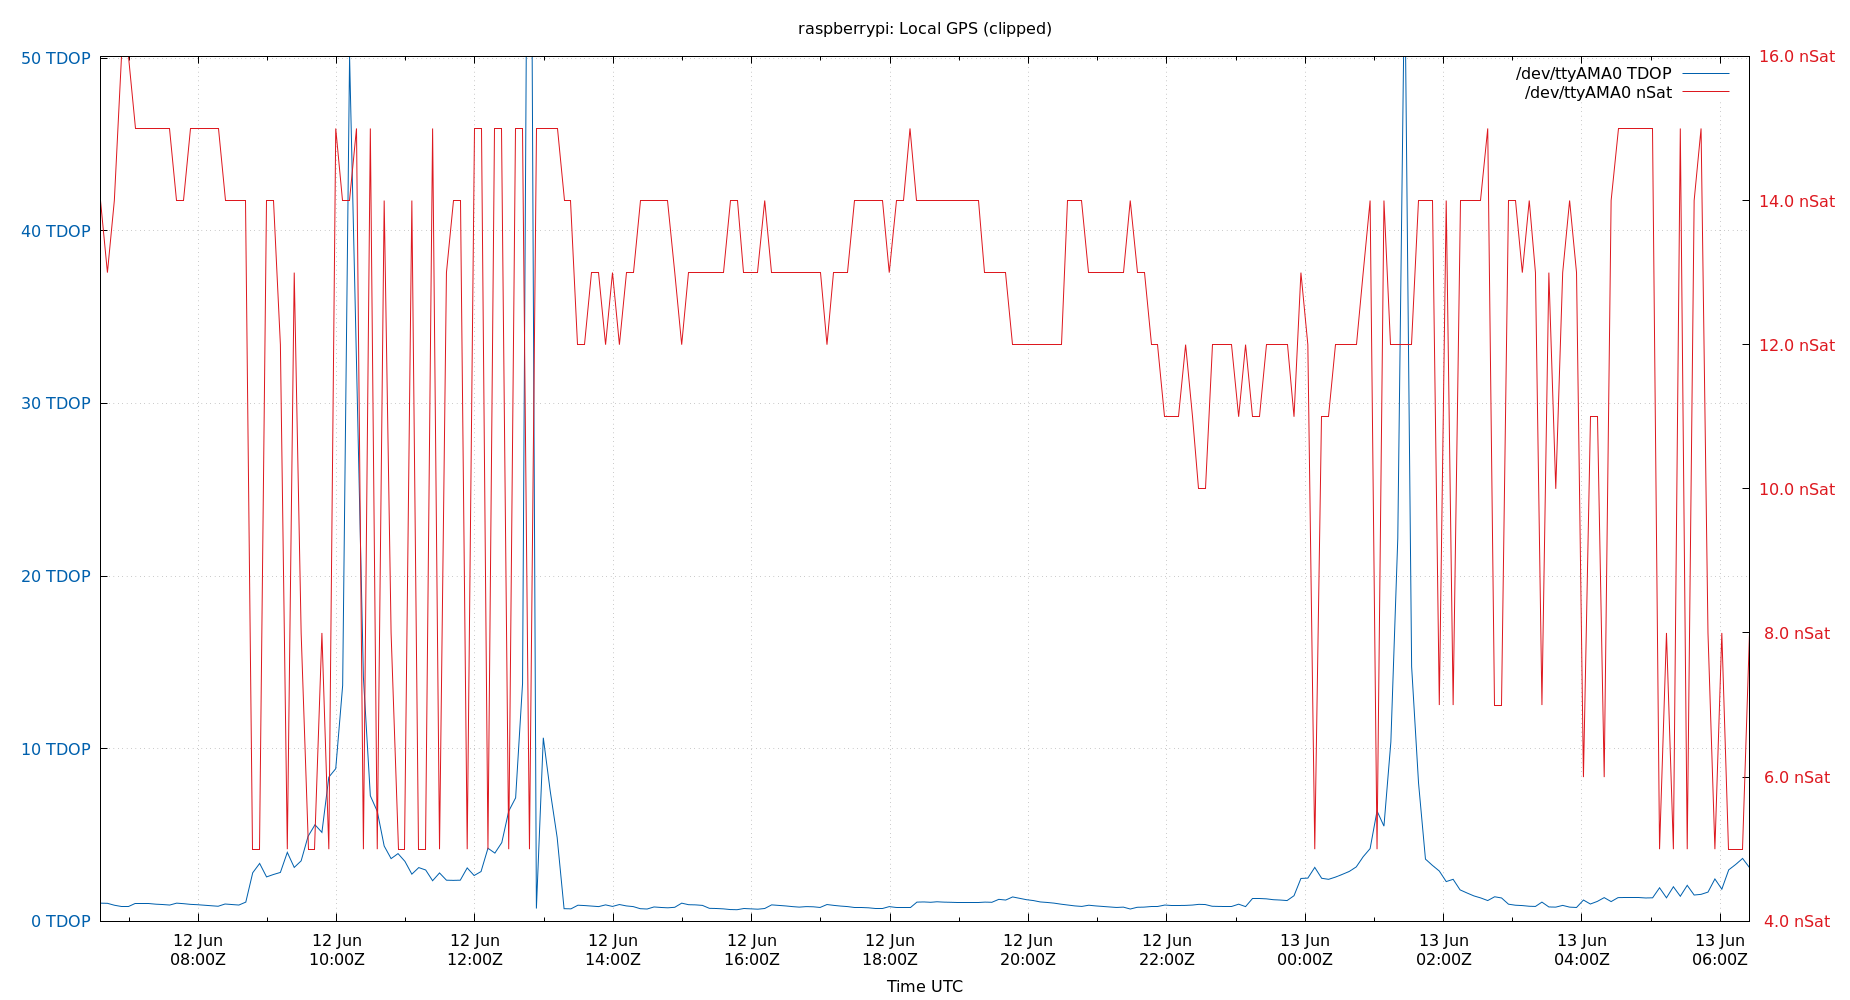 raspberrypi: Local GPS (clipped)
50 TDOP
40 TDOP
30 TDOP
20 TDOP
10 TDOP
0 TDOP
16.0 nSat
14.0 nSat
12.0 nSat
10.0 nSat
8.0 nSat
6.0 nSat
4.0 nSat
/dev/ttyAMA0 TDOP
/dev/ttyAMA0 nSat
12 Jun 12 Jun 12 Jun 12 Jun 12 Jun 12 Jun 12 Jun 12 Jun 13 Jun 13 Jun 13 Jun 13 Jun
08:00Z 10:00Z 12:00Z 14:00Z 16:00Z 18:00Z 20:00Z 22:00Z 00:00Z 02:00Z 04:00Z 06:00Z
Time UTC